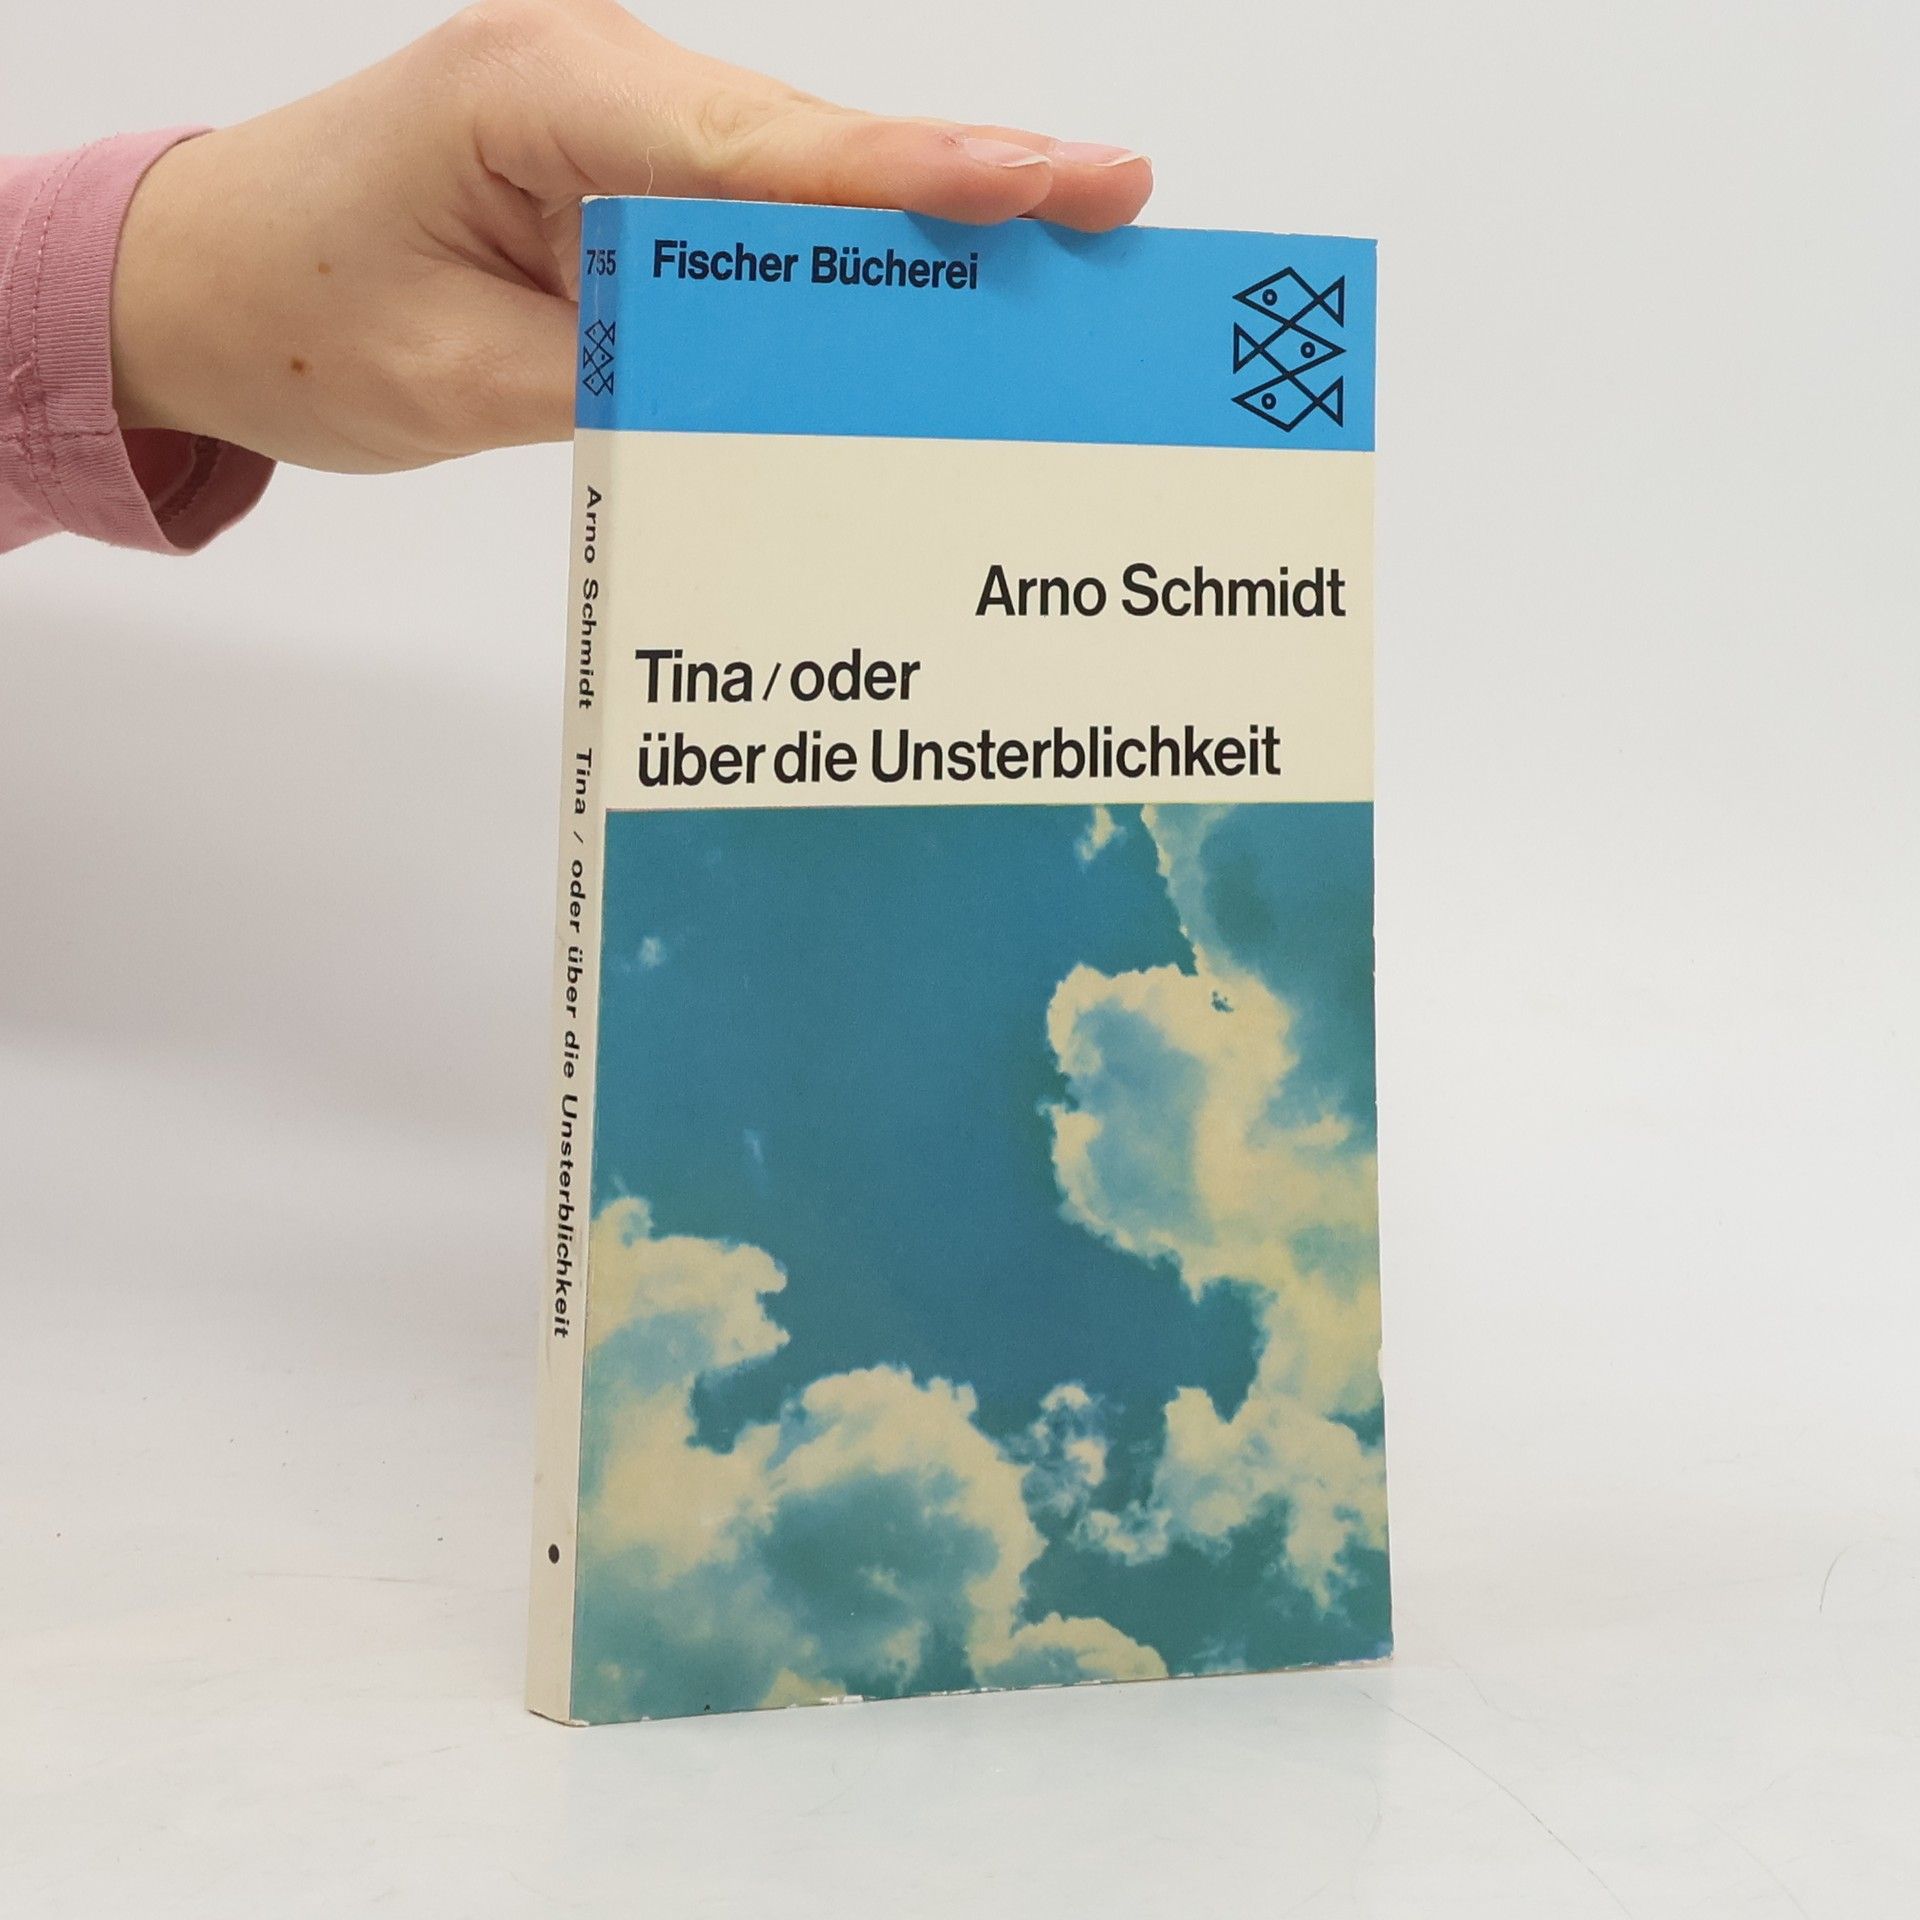 755
Fischer Bücherei
Arno Schmidt
Tina / oder
über die Unsterblichkeit
Arno Schmidt Tina / oder über die Unsterblichkeit